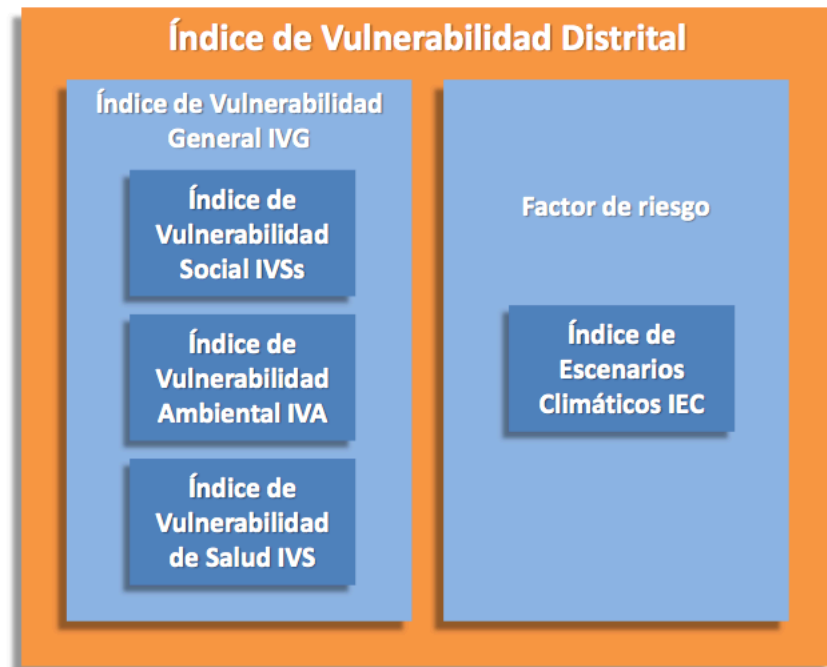 Índice de Vulnerabilidad Distrital
Índice de Vulnerabilidad
General IVG
Índice de
Vulnerabilidad
Social IVSs
Índice de
Vulnerabilidad
Ambiental IVA
Índice de
Vulnerabilidad
de Salud IVS
Factor de riesgo
Índice de
Escenarios
Climáticos IEC